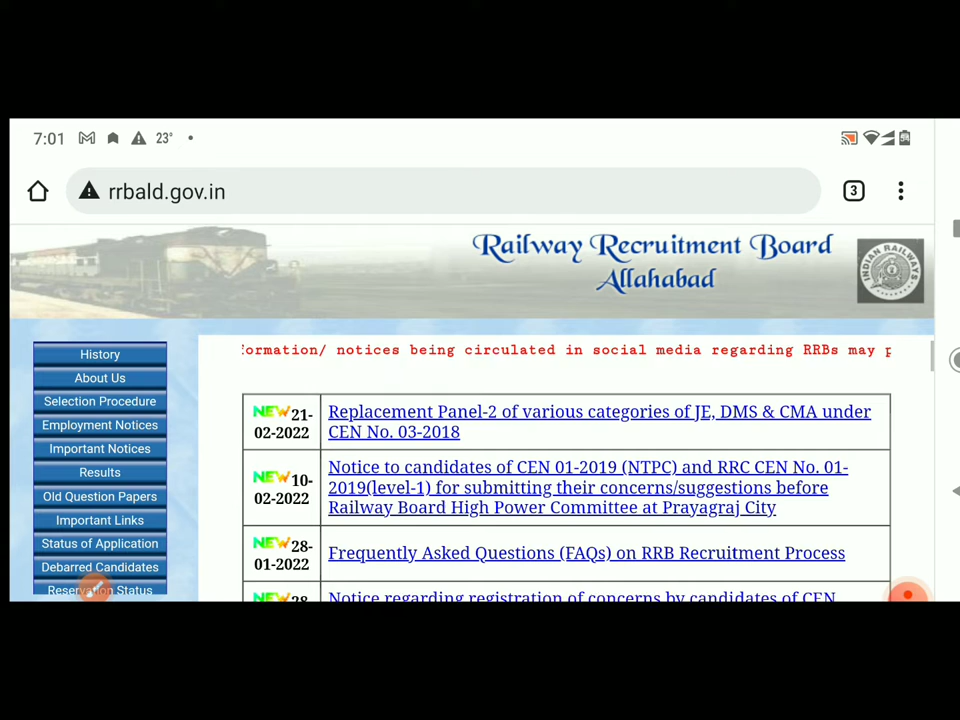 7:01 23°
rrbald.gov.in 3
Railway Recruitment Board
Allahabad
INDIAN RAILWAYS
formation/ notices being circulated in social media regarding RRBs may
History
About Us
Selection Procedure
Employment Notices
Important Notices
Results
Old Question Papers
Important Links
Status of Application
Debarred Candidates
Reservation Status
NEW 21-
02-2022
Replacement Panel-2 of various categories of JE, DMS & CMA under
CEN No. 03-2018
NEW 10-
02-2022
Notice to candidates of CEN 01-2019 (NTPC) and RRC CEN No. 01-
2019(level-1) for submitting their concerns/suggestions before
Railway Board High Power Committee at Prayagraj City
NEW 28-
01-2022
Frequently Asked Questions (FAQs) on RRB Recruitment Process
NEW 28-
Notice regarding registration of concerns by candidates of CEN